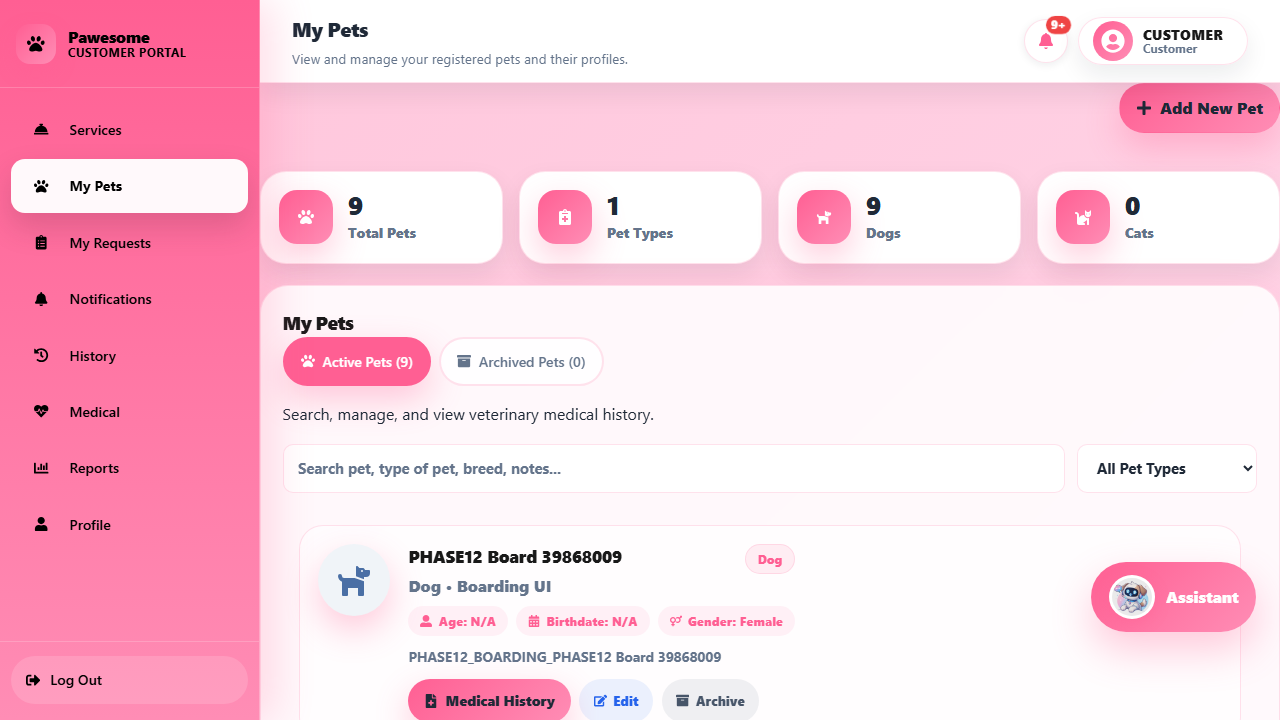 Pawesome
CUSTOMER PORTAL
Services
My Pets
My Requests
Notifications
History
Medical
Reports
Profile
Log Out
My Pets
View and manage your registered pets and their profiles.
9+
CUSTOMER
Customer
Add New Pet
9
Total Pets
1
Pet Types
9
Dogs
0
Cats
My Pets
Active Pets (9)
Archived Pets (0)
Search, manage, and view veterinary medical history.
Search pet, type of pet, breed, notes...
All Pet Types
PHASE12 Board 39868009
Dog
Dog • Boarding UI
Age: N/A
Birthdate: N/A
Gender: Female
PHASE12_BOARDING_PHASE12 Board 39868009
Medical History
Edit
Archive
Assistant